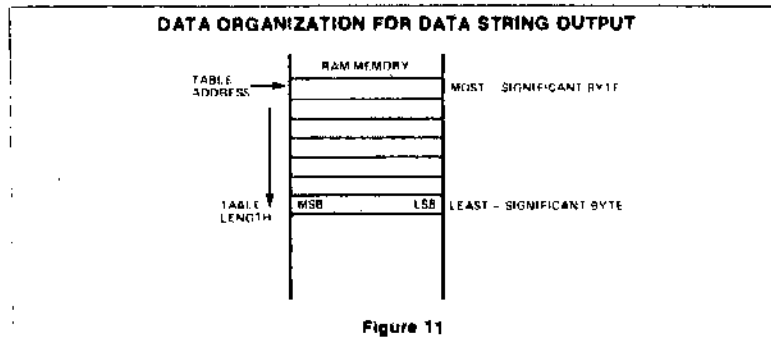 DATA ORGANIZATION FOR DATA STRING OUTPUT
RAM MEMORY
TABLE
ADDRESS
MOST – SIGNIFICANT BYTE
TABLE
LENGTH
MSB
LSB
LEAST – SIGNIFICANT BYTE
Figure 11